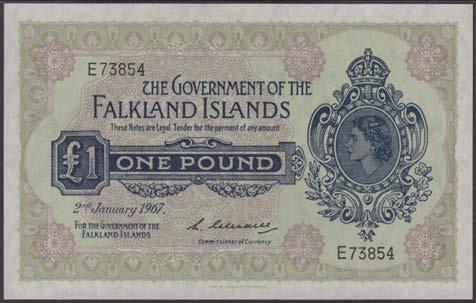 E73854
THE GOVERNMENT OF THE
FALKLAND ISLANDS
These Notes are Legal Tender for the payment of any amount
£1 ONE POUND
2nd January 1967.
FOR THE GOVERNMENT OF THE
FALKLAND ISLANDS
Commissioner of Currency
E73854